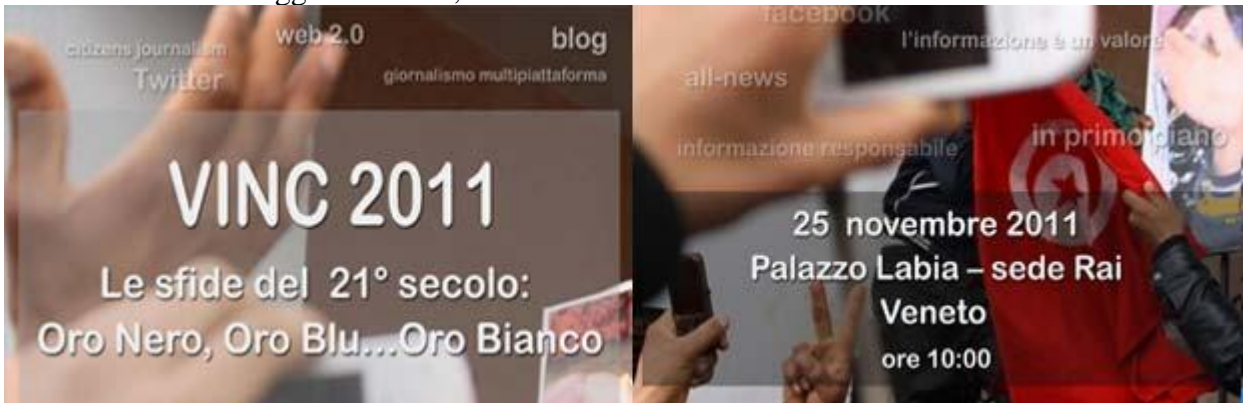 citizens journalism
web 2.0
blog
Twitter
giornalismo multipiattaforma
VINC 2011
Le sfide del 21° secolo:
Oro Nero, Oro Blu...Oro Bianco
facebook
l'informazione è un valore
all-news
in primo piano
informazione responsabile
25 novembre 2011
Palazzo Labia – sede Rai
Veneto
ore 10:00